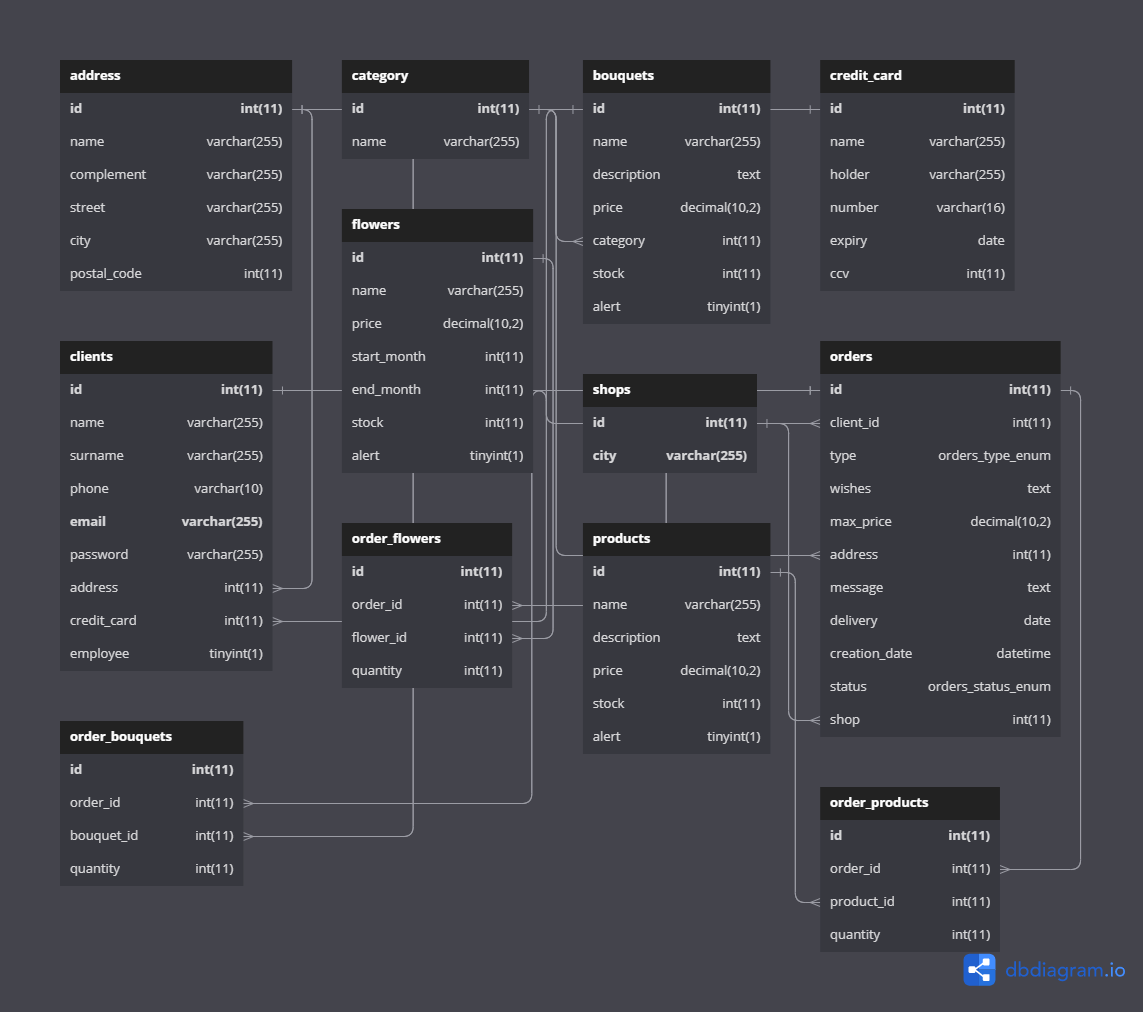 address
id int(11)
name varchar(255)
complement varchar(255)
street varchar(255)
city varchar(255)
postal_code int(11)
category
id int(11)
name varchar(255)
bouquets
id int(11)
name varchar(255)
description text
price decimal(10,2)
category int(11)
stock int(11)
alert tinyint(1)
credit_card
id int(11)
name varchar(255)
holder varchar(255)
number varchar(16)
expiry date
ccv int(11)
flowers
id int(11)
name varchar(255)
price decimal(10,2)
start_month int(11)
end_month int(11)
stock int(11)
alert tinyint(1)
clients
id int(11)
name varchar(255)
surname varchar(255)
phone varchar(10)
email varchar(255)
password varchar(255)
address int(11)
credit_card int(11)
employee tinyint(1)
shops
id int(11)
city varchar(255)
orders
id int(11)
client_id int(11)
type orders_type_enum
wishes text
max_price decimal(10,2)
address int(11)
message text
delivery date
creation_date datetime
status orders_status_enum
shop int(11)
order_flowers
id int(11)
order_id int(11)
flower_id int(11)
quantity int(11)
products
id int(11)
name varchar(255)
description text
price decimal(10,2)
stock int(11)
alert tinyint(1)
order_bouquets
id int(11)
order_id int(11)
bouquet_id int(11)
quantity int(11)
order_products
id int(11)
order_id int(11)
product_id int(11)
quantity int(11)
dbdiagram.io